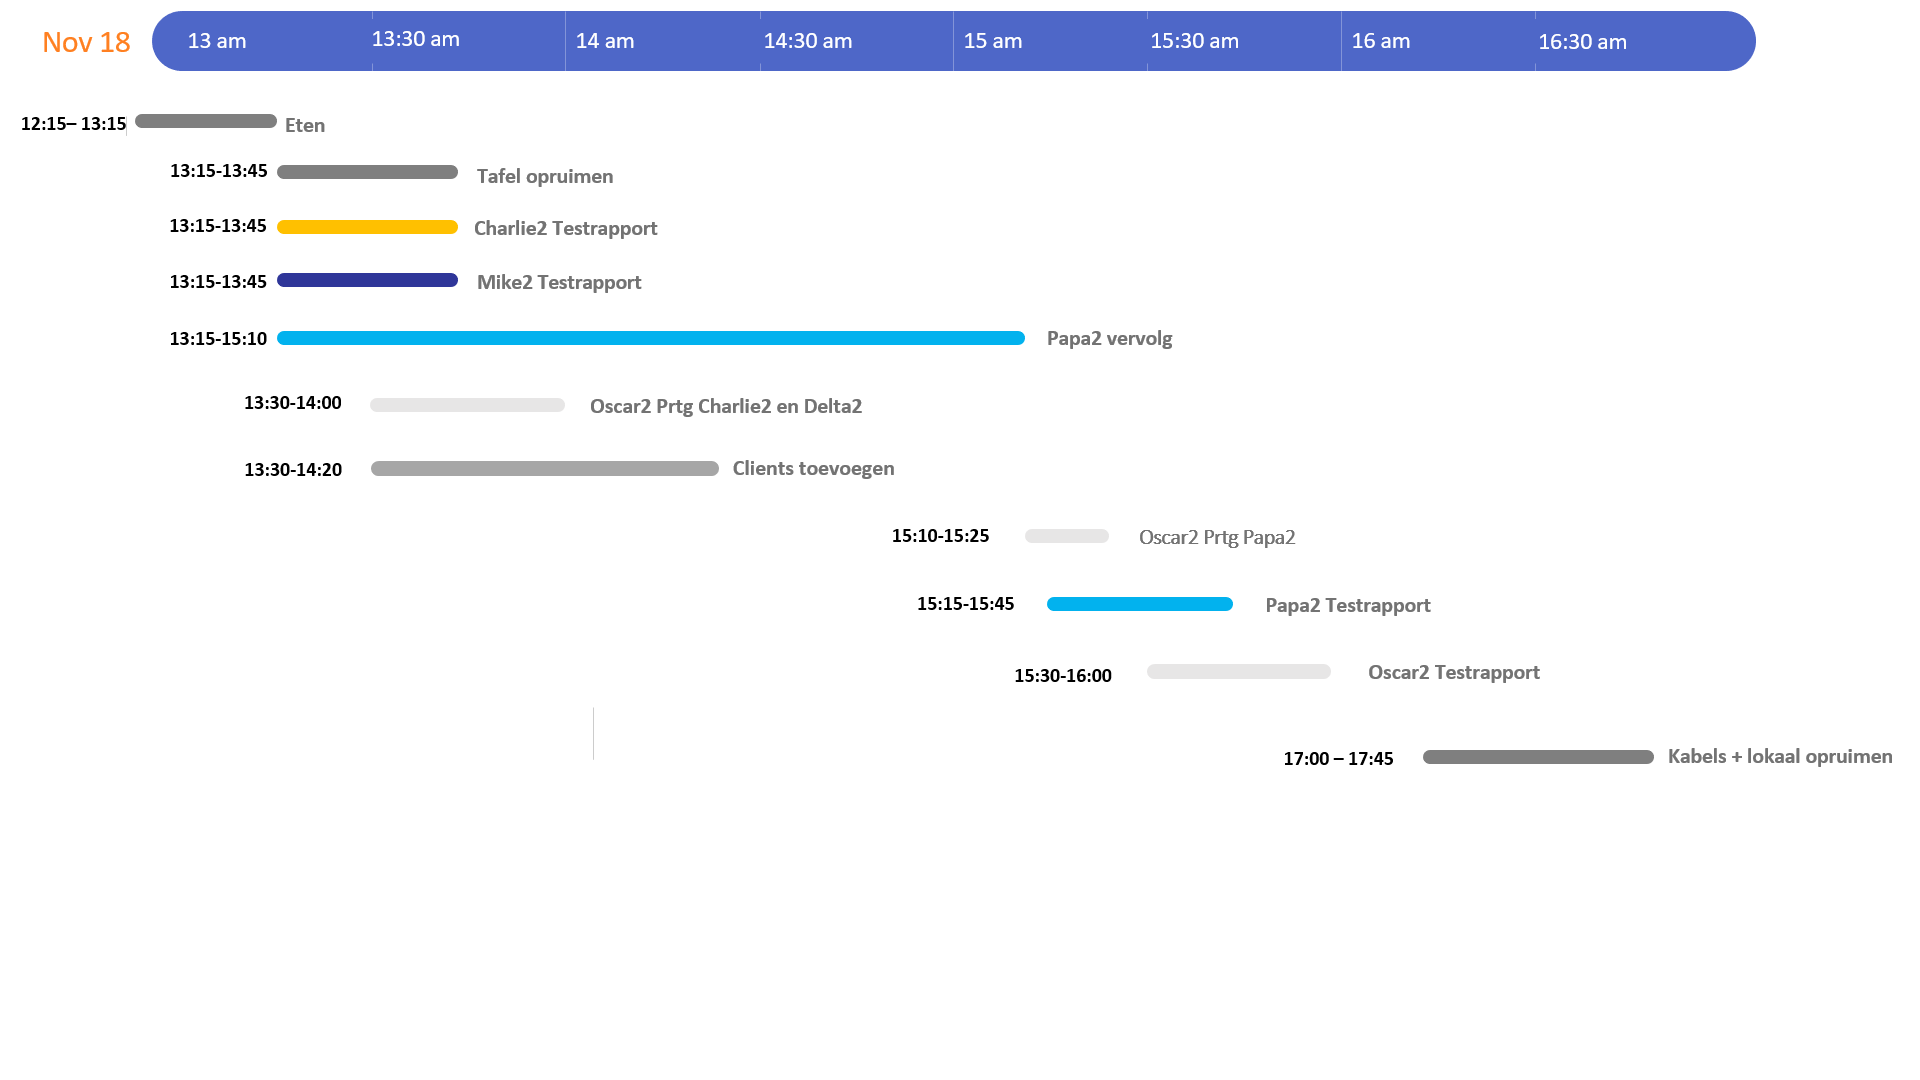 Nov 18
13 am 13:30 am 14 am 14:30 am 15 am 15:30 am 16 am 16:30 am
12:15– 13:15 Eten
13:15-13:45 Tafel opruimen
13:15-13:45 Charlie2 Testrapport
13:15-13:45 Mike2 Testrapport
13:15-15:10 Papa2 vervolg
13:30-14:00 Oscar2 Prtg Charlie2 en Delta2
13:30-14:20 Clients toevoegen
15:10-15:25 Oscar2 Prtg Papa2
15:15-15:45 Papa2 Testrapport
15:30-16:00 Oscar2 Testrapport
17:00 – 17:45 Kabels + lokaal opruimen